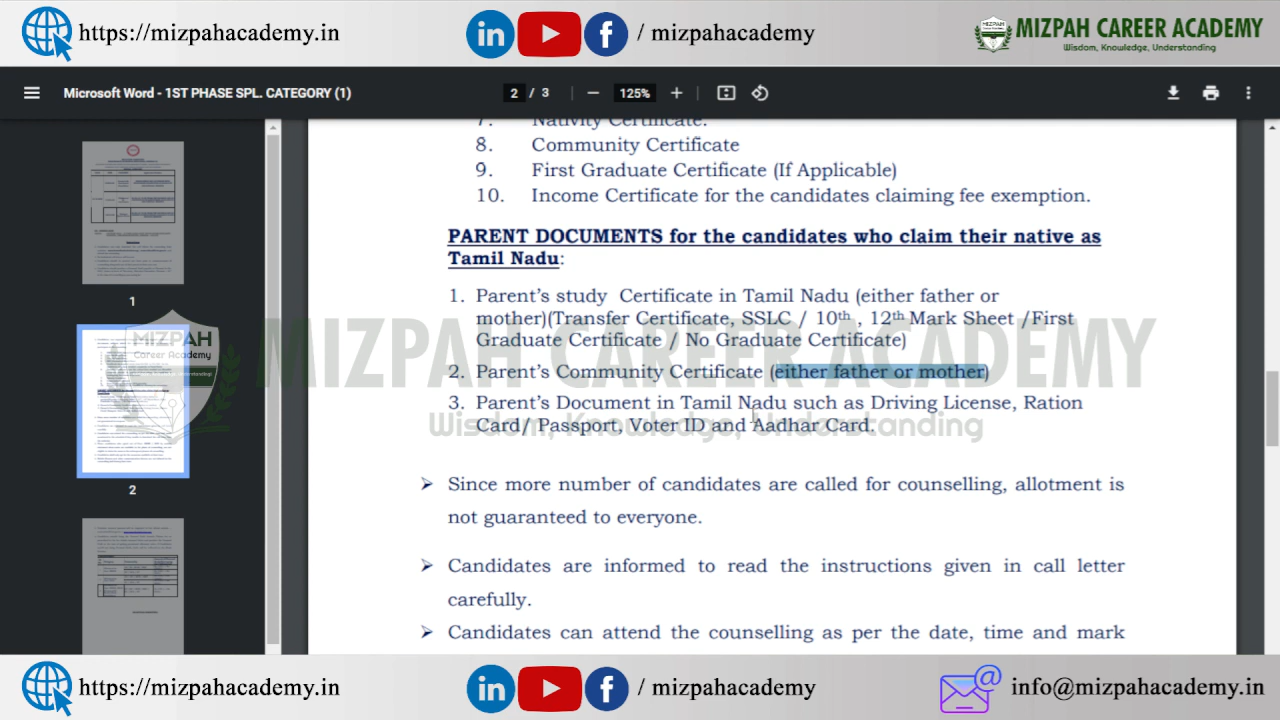 https://mizpahacademy.in
in
f
/ mizpahacademy
MIZPAH CAREER ACADEMY
Wisdom, Knowledge, Understanding
Microsoft Word - 1ST PHASE SPL. CATEGORY (1)
2 / 3
125%
7. Nativity Certificate.
8. Community Certificate
9. First Graduate Certificate (If Applicable)
10. Income Certificate for the candidates claiming fee exemption.
PARENT DOCUMENTS for the candidates who claim their native as
Tamil Nadu:
1. Parent’s study Certificate in Tamil Nadu (either father or
mother)(Transfer Certificate, SSLC / 10th , 12th Mark Sheet /First
Graduate Certificate / No Graduate Certificate)
2. Parent’s Community Certificate (either father or mother)
3. Parent’s Document in Tamil Nadu such as Driving License, Ration
Card/ Passport, Voter ID and Aadhar Card.
➢ Since more number of candidates are called for counselling, allotment is
not guaranteed to everyone.
➢ Candidates are informed to read the instructions given in call letter
carefully.
➢ Candidates can attend the counselling as per the date, time and mark
1
2
MIZPAH
Career Academy
MIZPAH CAREER ACADEMY
Wisdom, Knowledge, Understanding
https://mizpahacademy.in
in
f
/ mizpahacademy
@
info@mizpahacademy.in